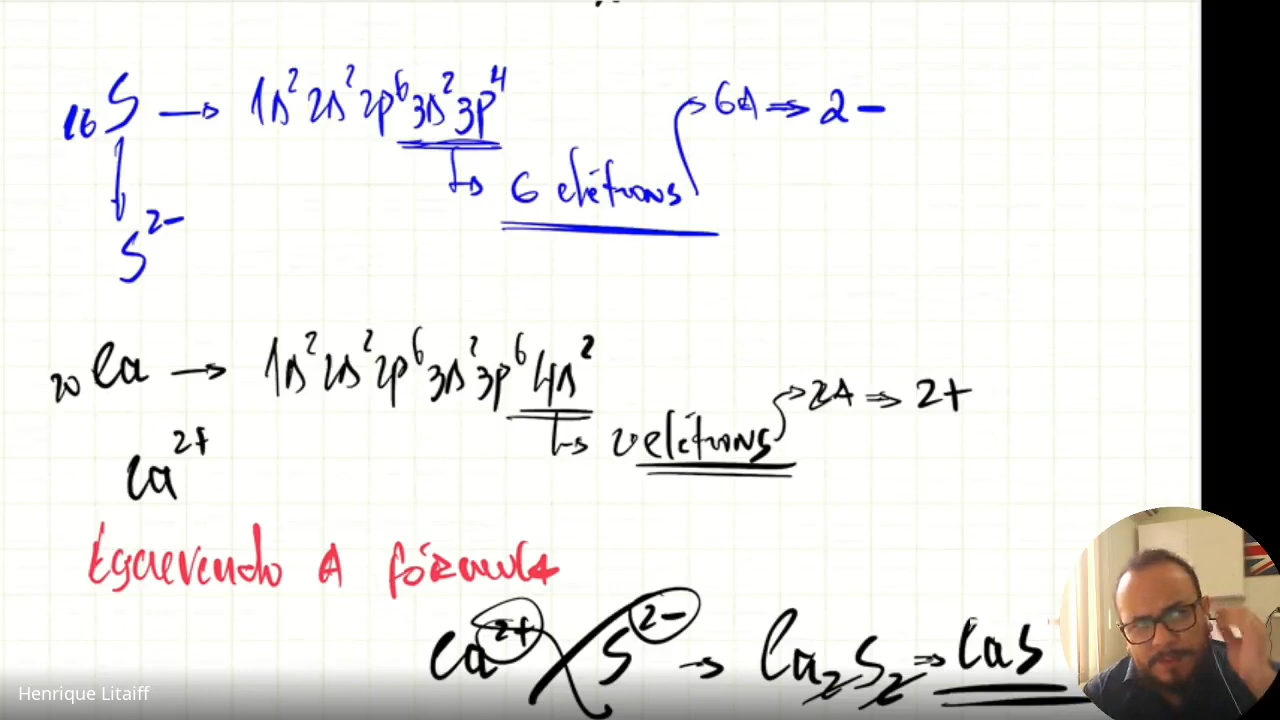 ₁₆S → 1s² 2s² 2p⁶ 3s² 3p⁴
6A ⇒ 2-
↳ 6 elétrons
S²⁻
₂₀Ca → 1s² 2s² 2p⁶ 3s² 3p⁶ 4s²
2A ⇒ 2+
↳ 2 elétrons
Ca²⁺
Escrevendo A fórmula
Ca²⁺ S²⁻ → Ca₂S₂ ⇒ CaS
Henrique Litaiff